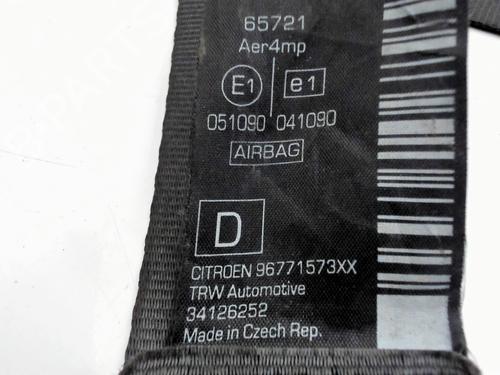 65721
Aer4mp
E1 e1
051090 041090
AIRBAG
D
CITROEN 96771573XX
TRW Automotive
34126252
Made in Czech Rep.